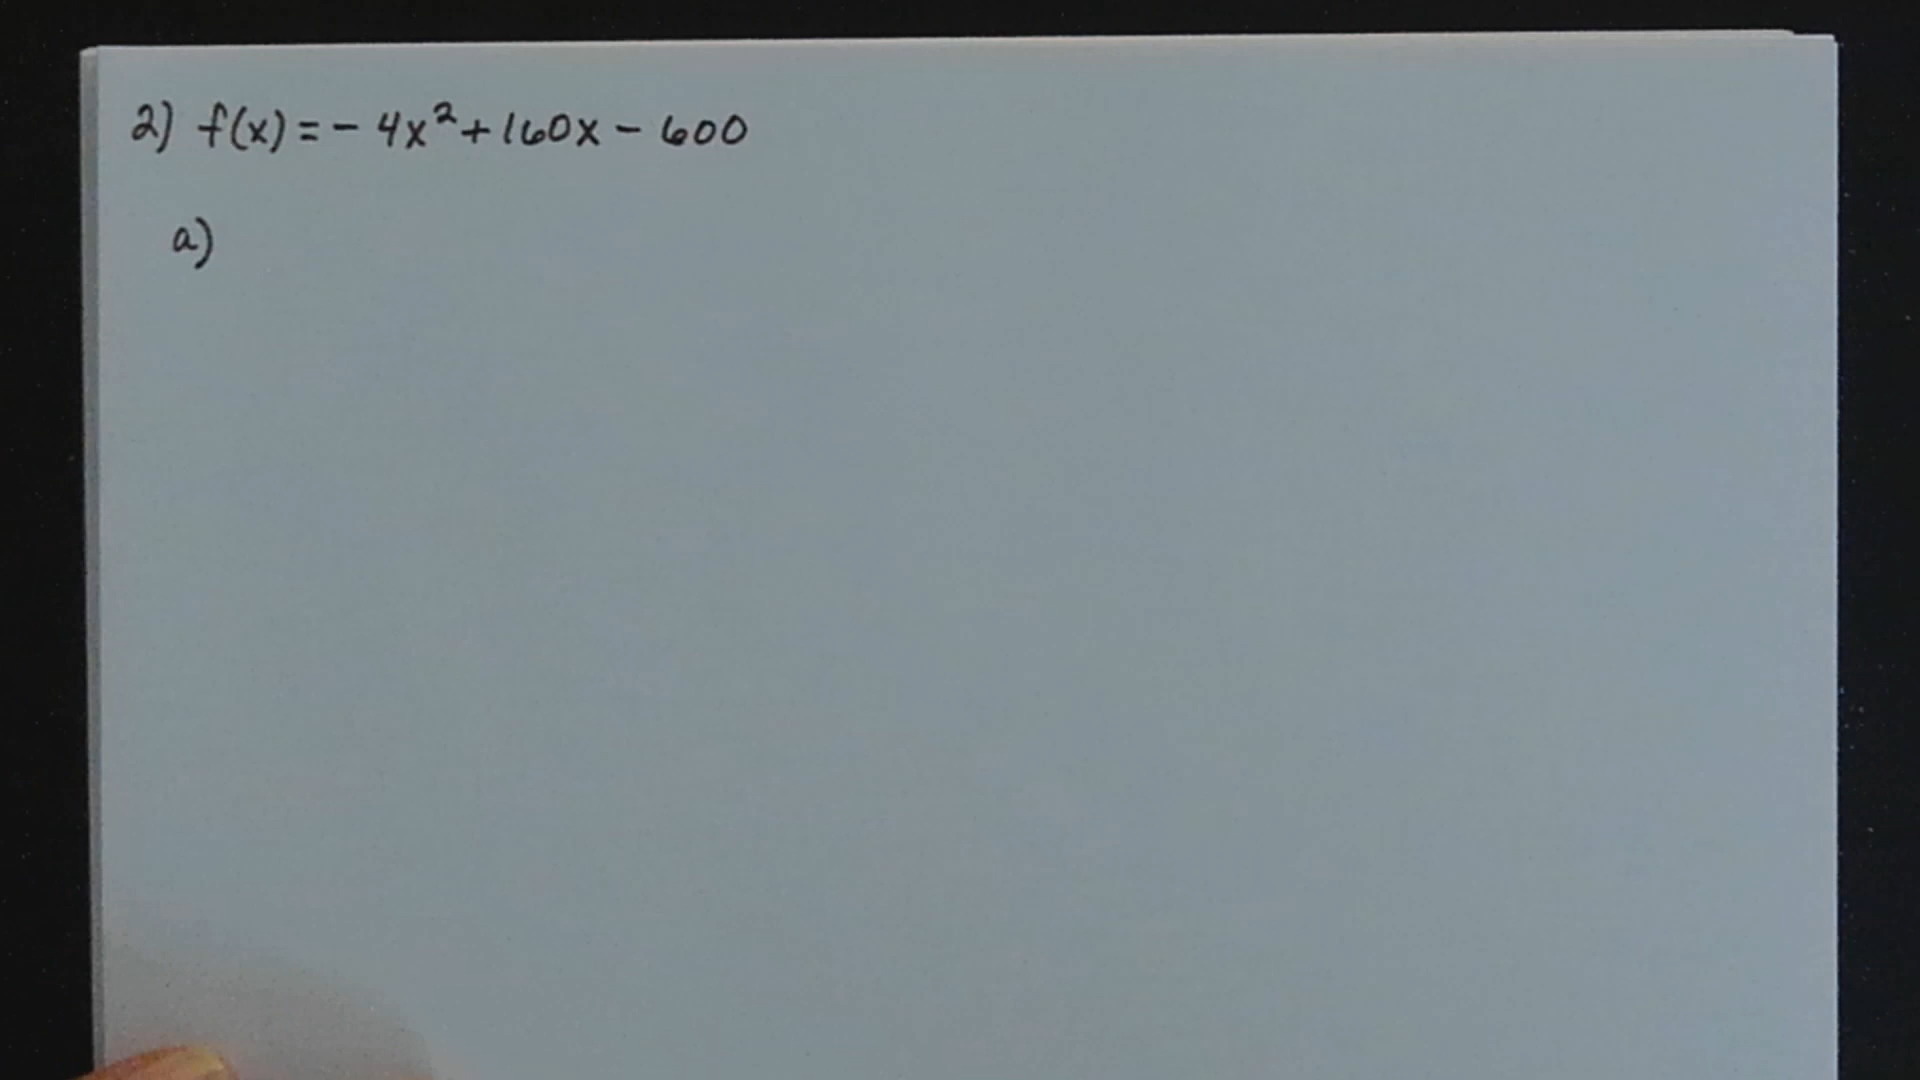 2) f(x) = - 4x² + 160x - 600
a)